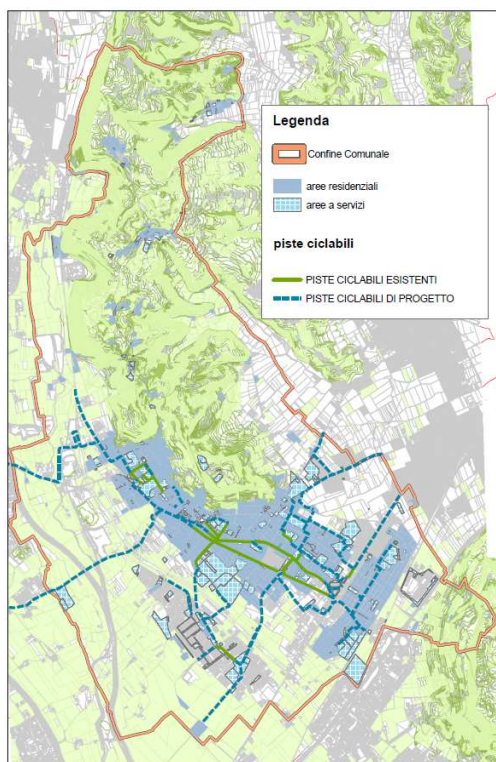 Legenda
Confine Comunale
aree residenziali
aree a servizi
piste ciclabili
PISTE CICLABILI ESISTENTI
PISTE CICLABILI DI PROGETTO